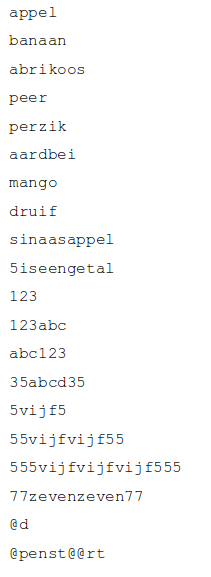 appel
banaan
abrikoos
peer
perzik
aardbei
mango
druif
sinaasappel
5iseengetal
123
123abc
abc123
35abcd35
5vijf5
55vijfvijf55
555vijfvijfvijf555
77zevenzeven77
@d
@penst@@rt